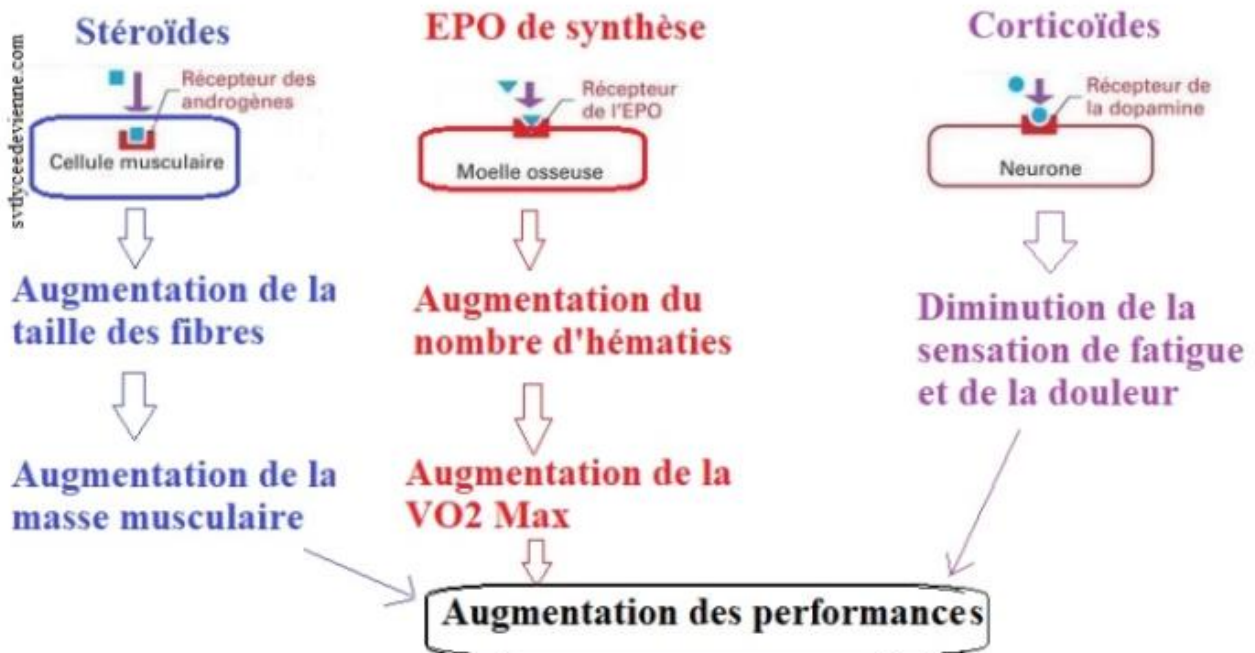 svtlyceedevienne.com
Stéroïdes
Récepteur des
androgènes
Cellule musculaire
Augmentation de la
taille des fibres
Augmentation de la
masse musculaire
EPO de synthèse
Récepteur
de l'EPO
Moelle osseuse
Augmentation du
nombre d'hématies
Augmentation de la
VO2 Max
Corticoïdes
Récepteur de
la dopamine
Neurone
Diminution de la
sensation de fatigue
et de la douleur
Augmentation des performances